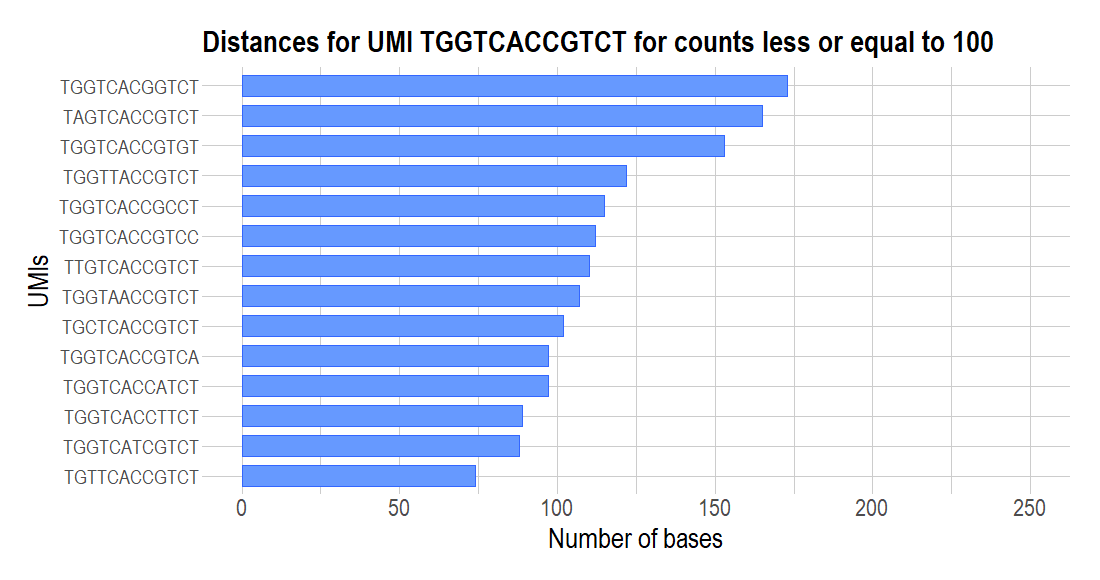 Distances for UMI TGGTCACCGTCT for counts less or equal to 100
UMIs
TGGTCACGGTCT
TAGTCACCGTCT
TGGTCACCGTGT
TGGTTACCGTCT
TGGTCACCGCCT
TGGTCACCGTCC
TTGTCACCGTCT
TGGTAACCGTCT
TGCTCACCGTCT
TGGTCACCGTCA
TGGTCACCATCT
TGGTCACCTTCT
TGGTCATCGTCT
TGTTCACCGTCT
0 50 100 150 200 250
Number of bases